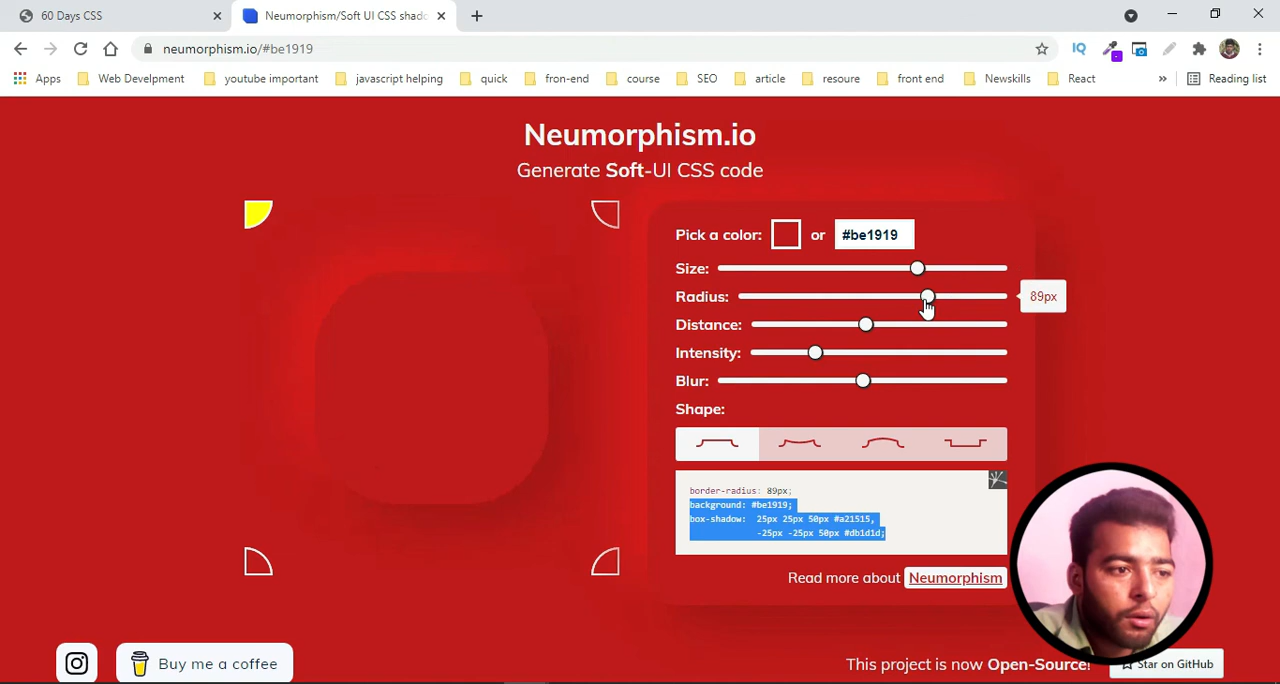 60 Days CSS
Neumorphism/Soft UI CSS shado
neumorphism.io/#be1919
IQ
Apps
Web Develpment
youtube important
javascript helping
quick
fron-end
course
SEO
article
resoure
front end
Newskills
React
»
Reading list
Neumorphism.io
Generate Soft-UI CSS code
Pick a color:
or
#be1919
Size:
Radius:
89px
Distance:
Intensity:
Blur:
Shape:
border-radius: 89px;
background: #be1919;
box-shadow: 25px 25px 50px #a21515,
-25px -25px 50px #db1d1d;
Read more about Neumorphism
Buy me a coffee
This project is now Open-Source!
Star on GitHub